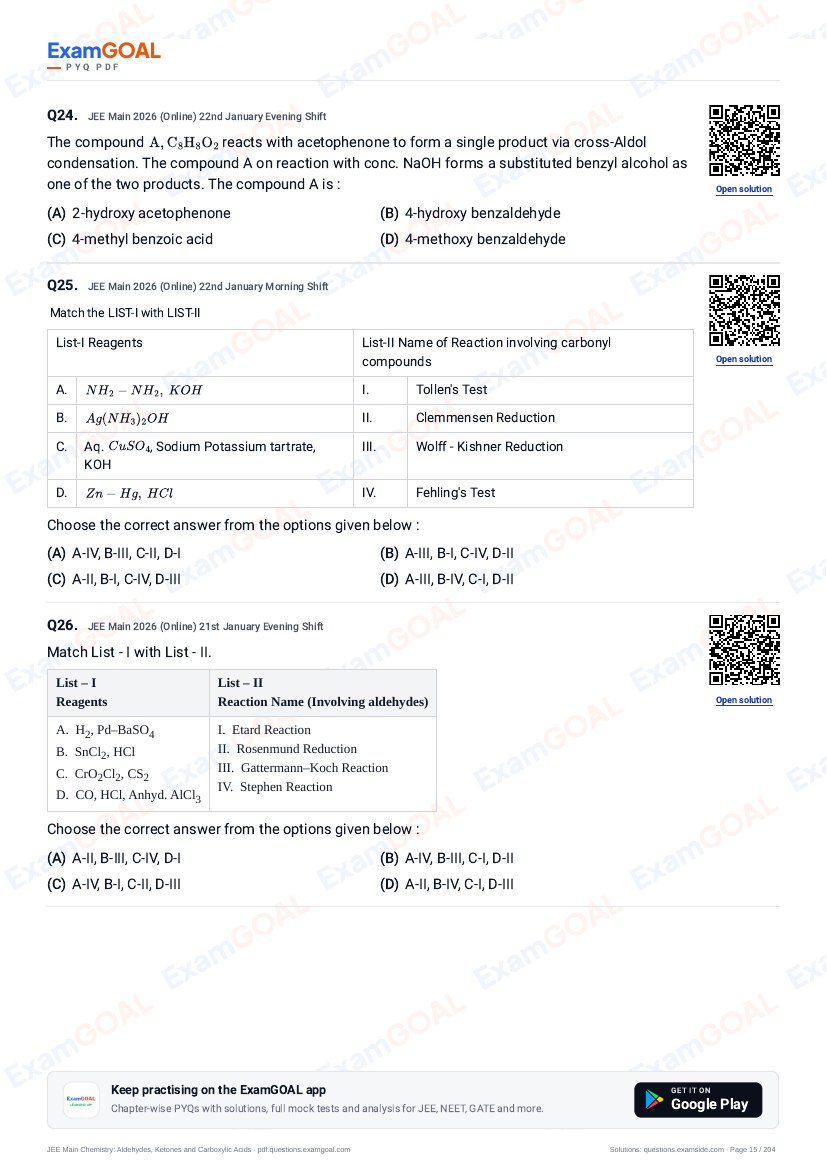 ExamGOAL
PYQ PDF
Q24. JEE Main 2026 (Online) 22nd January Evening Shift
The compound A, C₈H₈O₂ reacts with acetophenone to form a single product via cross-Aldol
condensation. The compound A on reaction with conc. NaOH forms a substituted benzyl alcohol as
one of the two products. The compound A is :
(A) 2-hydroxy acetophenone (B) 4-hydroxy benzaldehyde
(C) 4-methyl benzoic acid (D) 4-methoxy benzaldehyde
Open solution
Q25. JEE Main 2026 (Online) 22nd January Morning Shift
Match the LIST-I with LIST-II
List-I Reagents List-II Name of Reaction involving carbonyl
compounds
A. NH₂ − NH₂, KOH I. Tollen's Test
B. Ag(NH₃)₂OH II. Clemmensen Reduction
C. Aq. CuSO₄, Sodium Potassium tartrate, III. Wolff - Kishner Reduction
KOH
D. Zn − Hg, HCl IV. Fehling's Test
Open solution
Choose the correct answer from the options given below :
(A) A-IV, B-III, C-II, D-I (B) A-III, B-I, C-IV, D-II
(C) A-II, B-I, C-IV, D-III (D) A-III, B-IV, C-I, D-II
Q26. JEE Main 2026 (Online) 21st January Evening Shift
Match List - I with List - II.
List – I List – II
Reagents Reaction Name (Involving aldehydes)
A. H₂, Pd–BaSO₄ I. Etard Reaction
B. SnCl₂, HCl II. Rosenmund Reduction
C. CrO₂Cl₂, CS₂ III. Gattermann–Koch Reaction
D. CO, HCl, Anhyd. AlCl₃ IV. Stephen Reaction
Open solution
Choose the correct answer from the options given below :
(A) A-II, B-III, C-IV, D-I (B) A-IV, B-III, C-I, D-II
(C) A-IV, B-I, C-II, D-III (D) A-II, B-IV, C-I, D-III
ExamGOAL
Keep practising on the ExamGOAL app
Chapter-wise PYQs with solutions, full mock tests and analysis for JEE, NEET, GATE and more.
GET IT ON
Google Play
JEE Main Chemistry: Aldehydes, Ketones and Carboxylic Acids · pdf.questions.examgoal.com Solutions: questions.examside.com · Page 15 / 204